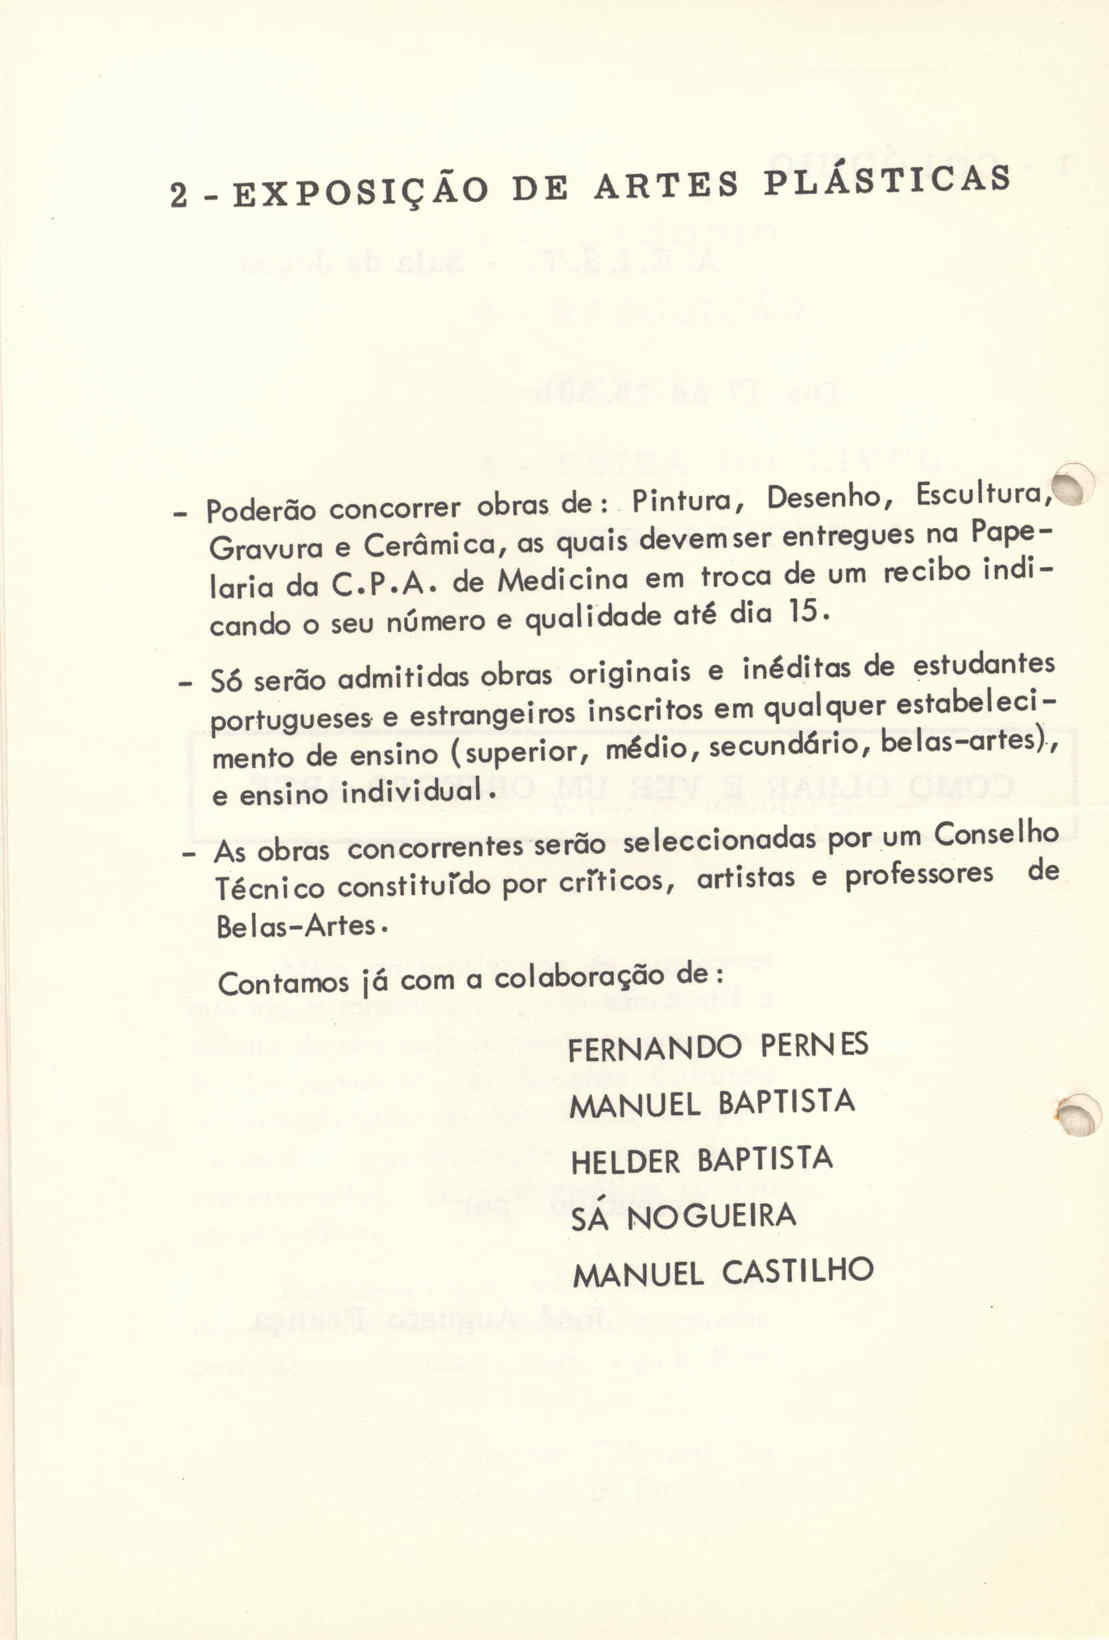 2 - EXPOSIÇÃO DE ARTES PLÁSTICAS
- Poderão concorrer obras de : Pintura, Desenho, Escultura,
Gravura e Cerâmica, as quais devem ser entregues na Pape-
laria da C.P.A. de Medicina em troca de um recibo indi-
cando o seu número e qualidade até dia 15.
- Só serão admitidas obras originais e inéditas de estudantes
portugueses e estrangeiros inscritos em qualquer estabeleci-
mento de ensino (superior, médio, secundário, belas-artes),
e ensino individual.
- As obras concorrentes serão seleccionadas por um Conselho
Técnico constituído por críticos, artistas e professores de
Belas-Artes.
Contamos já com a colaboração de :
FERNANDO PERNES
MANUEL BAPTISTA
HELDER BAPTISTA
SÁ NOGUEIRA
MANUEL CASTILHO